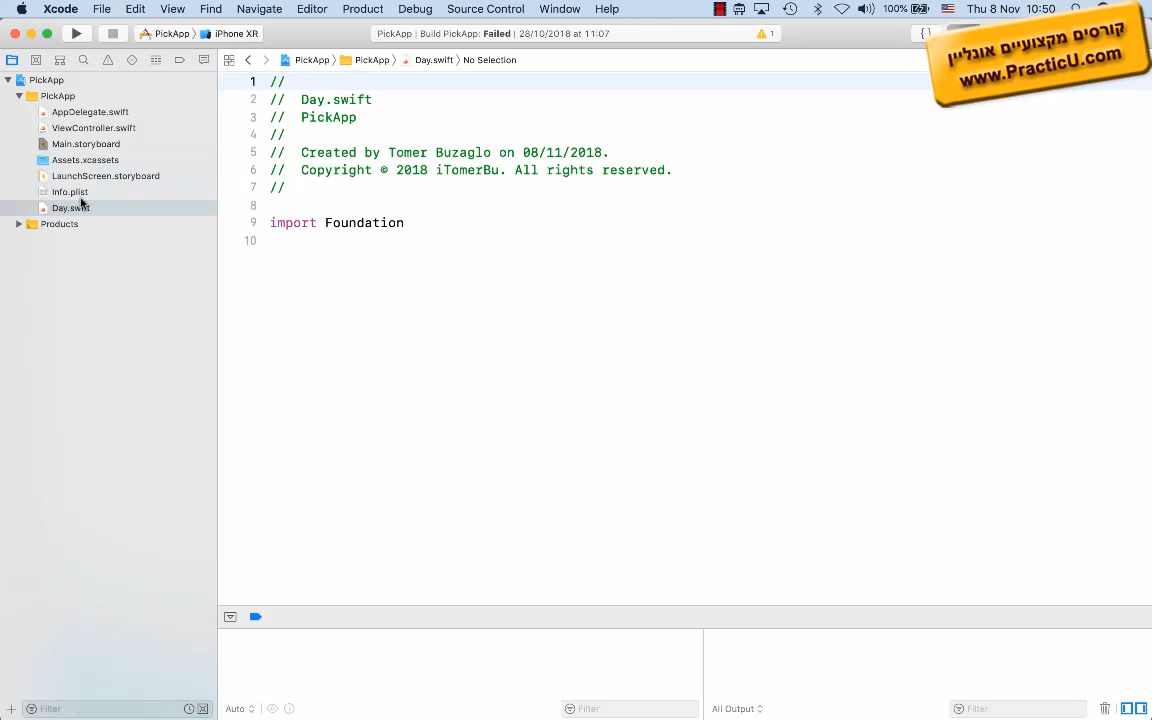 Xcode File Edit View Find Navigate Editor Product Debug Source Control Window Help 100% Thu 8 Nov 10:50
PickApp iPhone XR PickApp | Build PickApp: Failed | 28/10/2018 at 11:07 1 {}
קורסים מקצועיים אונליין
www.PracticU.com
PickApp PickApp Day.swift No Selection
PickApp
PickApp
AppDelegate.swift
ViewController.swift
Main.storyboard
Assets.xcassets
LaunchScreen.storyboard
Info.plist
Day.swift
Products
1 //
2 // Day.swift
3 // PickApp
4 //
5 // Created by Tomer Buzaglo on 08/11/2018.
6 // Copyright © 2018 iTomerBu. All rights reserved.
7 //
8
9 import Foundation
10
Filter Auto Filter All Output Filter